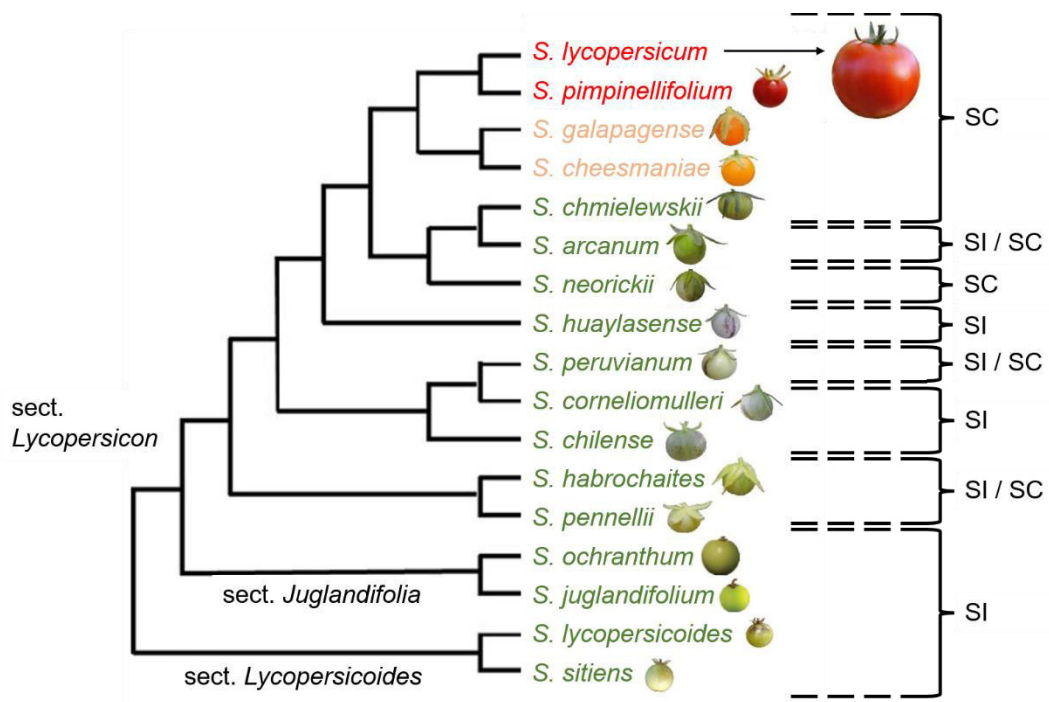 S. lycopersicum
S. pimpinellifolium
S. galapagense
S. cheesmaniae
SC
S. chmielewskii
S. arcanum
SI / SC
S. neorickii
SC
S. huaylasense
SI
S. peruvianum
SI / SC
S. corneliomulleri
SI
S. chilense
sect.
Lycopersicon
S. habrochaites
SI / SC
S. pennellii
S. ochranthum
sect. Juglandifolia
S. juglandifolium
SI
S. lycopersicoides
sect. Lycopersicoides
S. sitiens